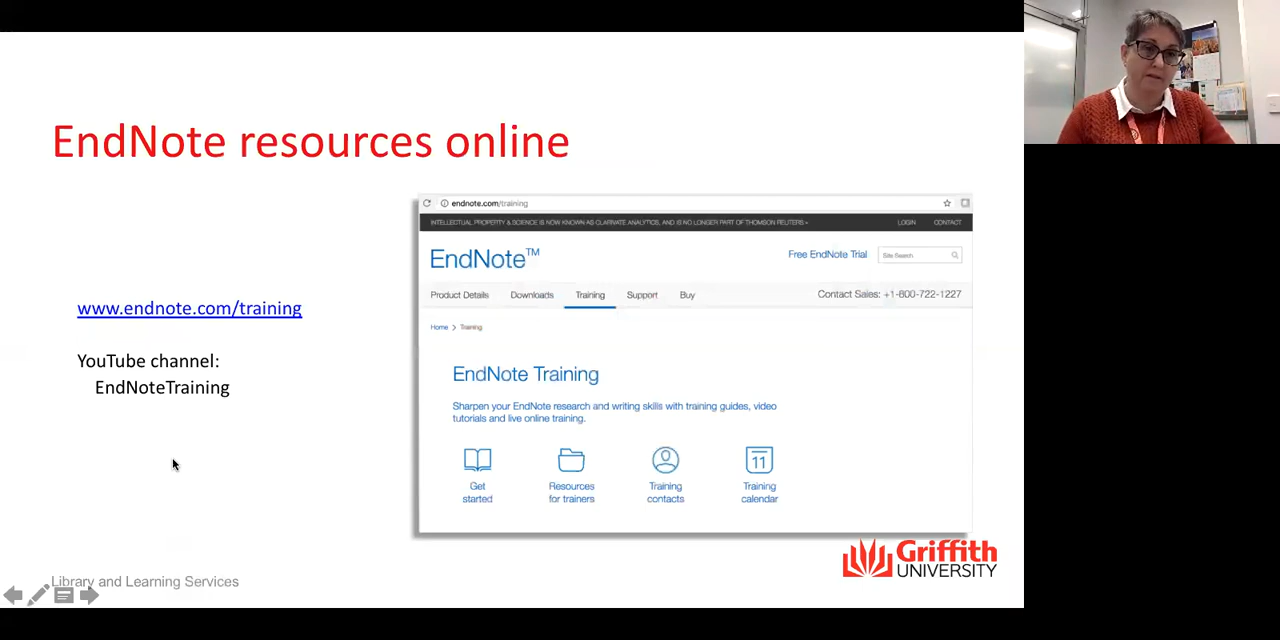 EndNote resources online
www.endnote.com/training
YouTube channel:
EndNoteTraining
endnote.com/training
INTELLECTUAL PROPERTY & SCIENCE IS NOW KNOWN AS CLARIVATE ANALYTICS, AND IS NO LONGER PART OF THOMSON REUTERS
LOGIN CONTACT
EndNote™
Free EndNote Trial
Site Search
Product Details Downloads Training Support Buy Contact Sales: +1-800-722-1227
Home > Training
EndNote Training
Sharpen your EndNote research and writing skills with training guides, video
tutorials and live online training.
11
Get
started
Resources
for trainers
Training
contacts
Training
calendar
Griffith
UNIVERSITY
Library and Learning Services